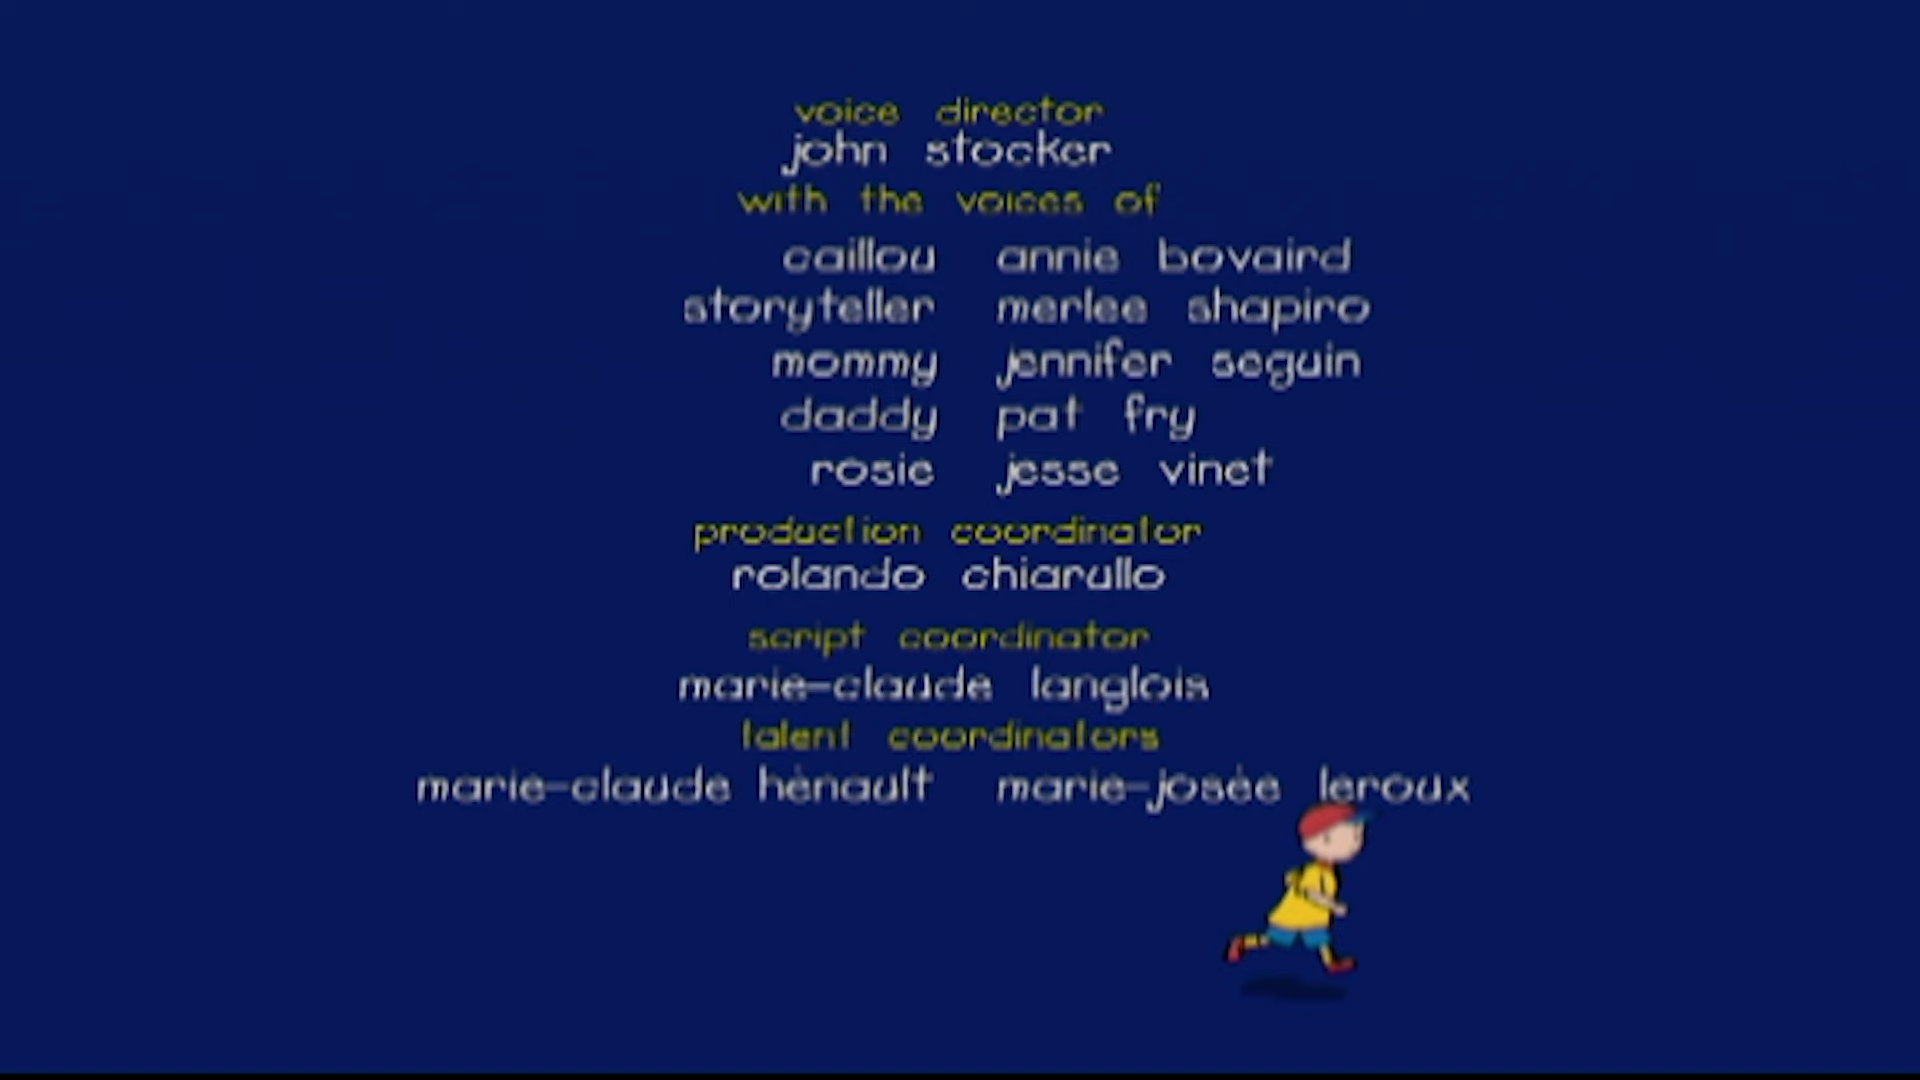 voice director
john stocker
with the voices of
caillou annie bovaird
storyteller merlee shapiro
mommy jennifer seguin
daddy pat fry
rosie jesse vinet
production coordinator
rolando chiarullo
script coordinator
marie-claude langlois
talent coordinators
marie-claude hénault marie-josée leroux